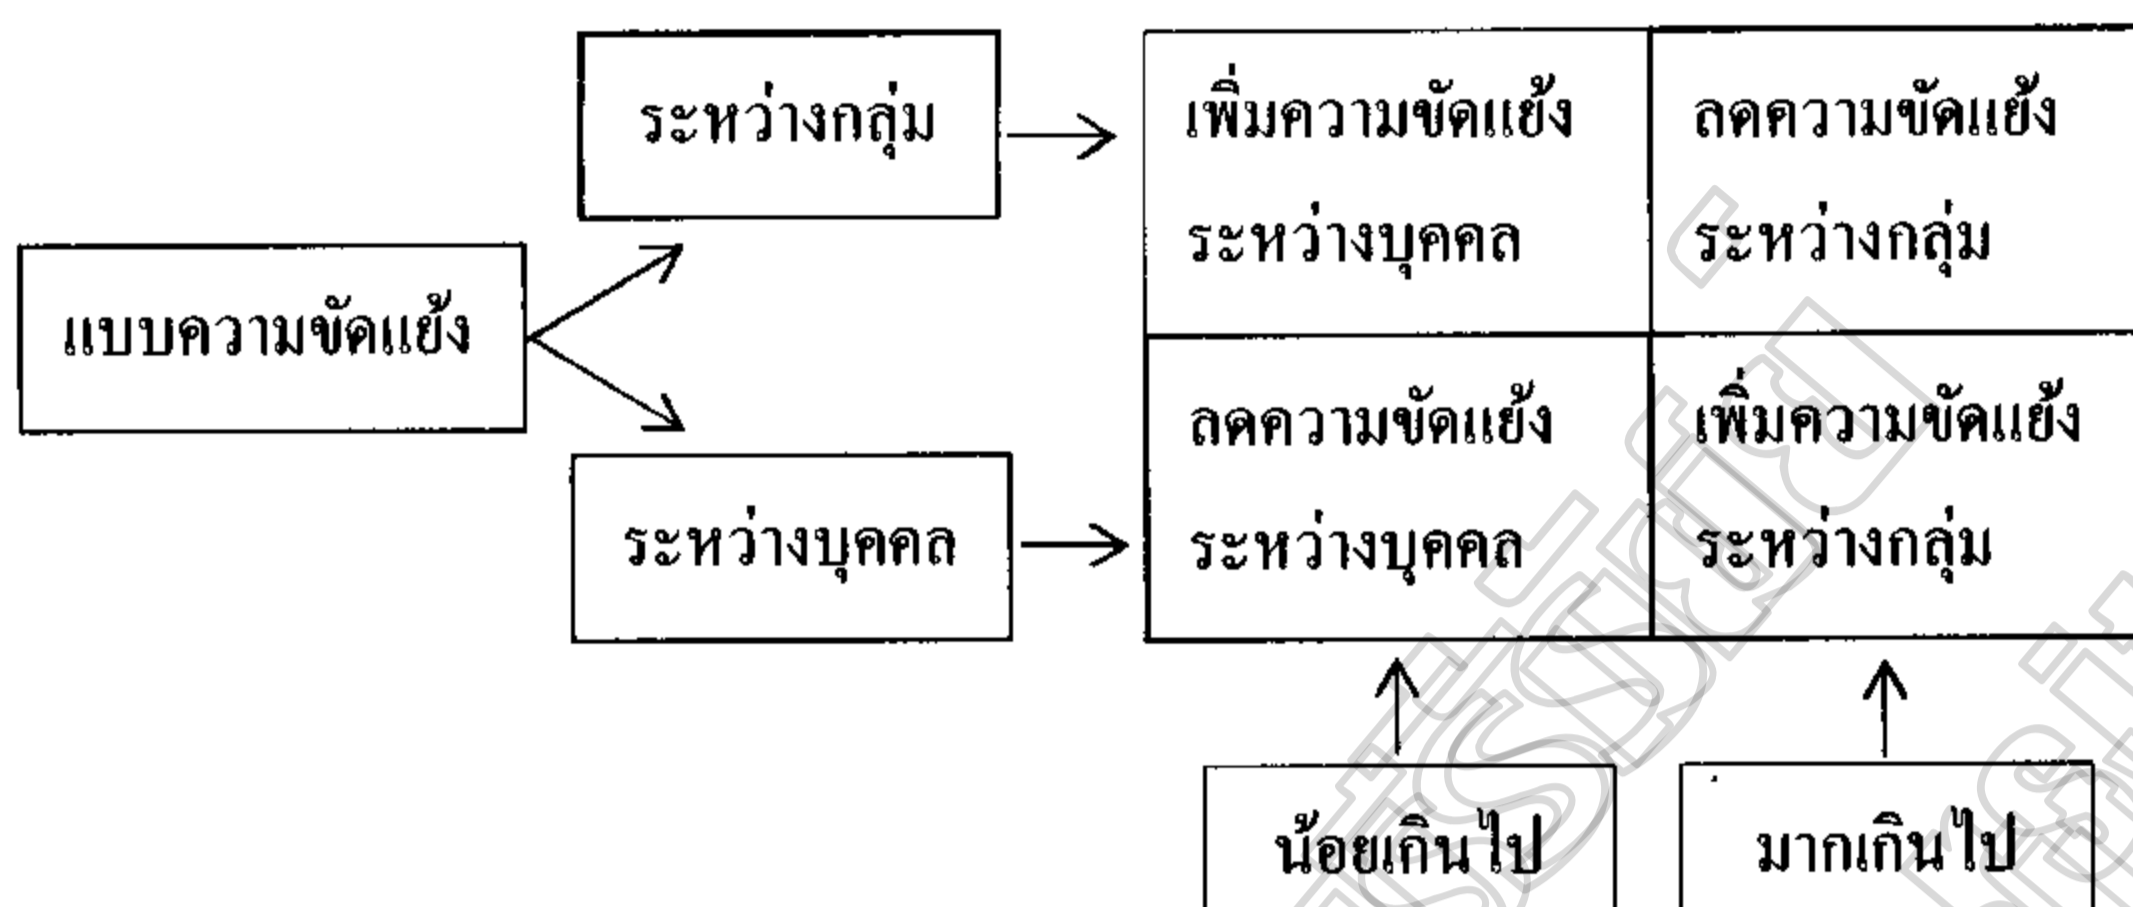 ระหว่างกลุ่ม
เพิ่มความขัดแย้ง
ระหว่างบุคคล
ลดความขัดแย้ง
ระหว่างกลุ่ม
แบบความขัดแย้ง
ระหว่างบุคคล
ลดความขัดแย้ง
ระหว่างบุคคล
เพิ่มความขัดแย้ง
ระหว่างกลุ่ม
น้อยเกินไป
มากเกินไป